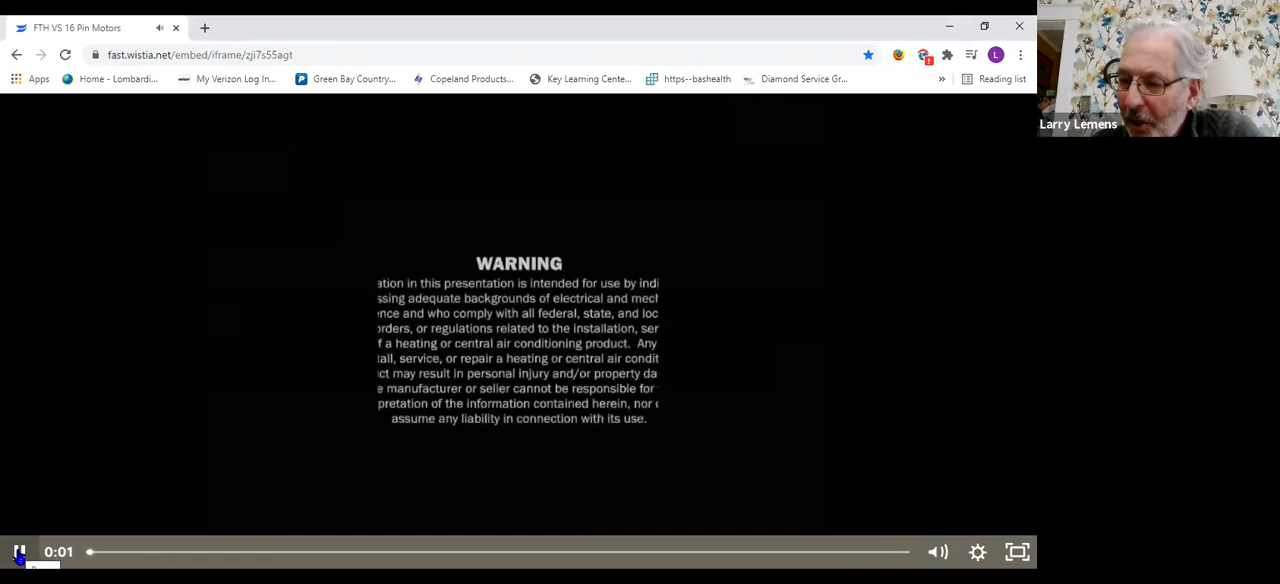 FTH VS 16 Pin Motors
fast.wistia.net/embed/iframe/zji7s55agt
Apps Home - Lombardi... My Verizon Log In... Green Bay Country... Copeland Products... Key Learning Cente... https--bashealth Diamond Service Gr... » Reading list
L
Larry Lemens
WARNING
ation in this presentation is intended for use by indi
ssing adequate backgrounds of electrical and mech
ence and who comply with all federal, state, and loc
orders, or regulations related to the installation, ser
f a heating or central air conditioning product. Any
tall, service, or repair a heating or central air condit
ct may result in personal injury and/or property da
e manufacturer or seller cannot be responsible for
pretation of the information contained herein, nor c
assume any liability in connection with its use.
0:01